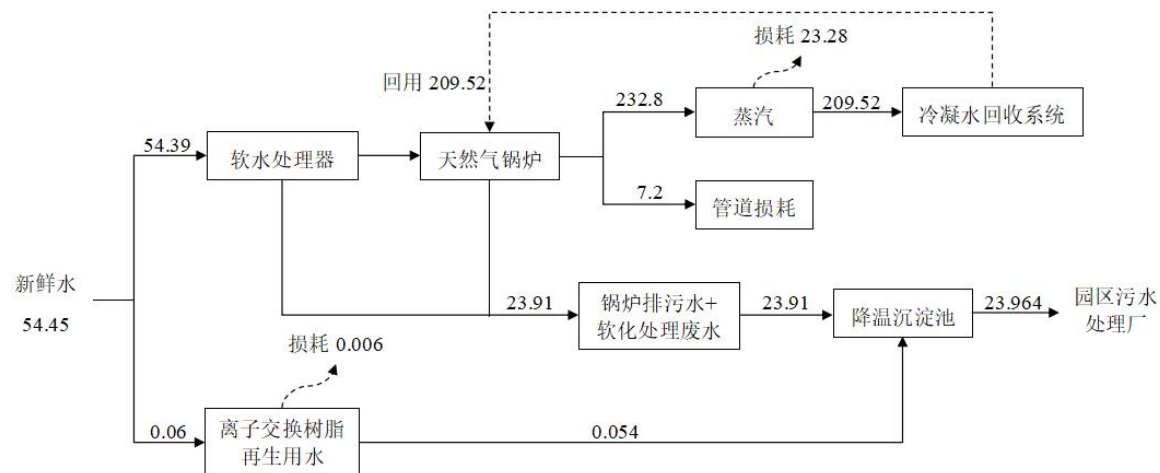 损耗 23.28
回用 209.52
232.8
蒸汽
209.52
冷凝水回收系统
54.39
软水处理器
天然气锅炉
7.2
管道损耗
新鲜水
54.45
23.91
锅炉排污水+
软化处理废水
23.91
降温沉淀池
23.964
园区污水
处理厂
损耗 0.006
0.06
离子交换树脂
再生用水
0.054